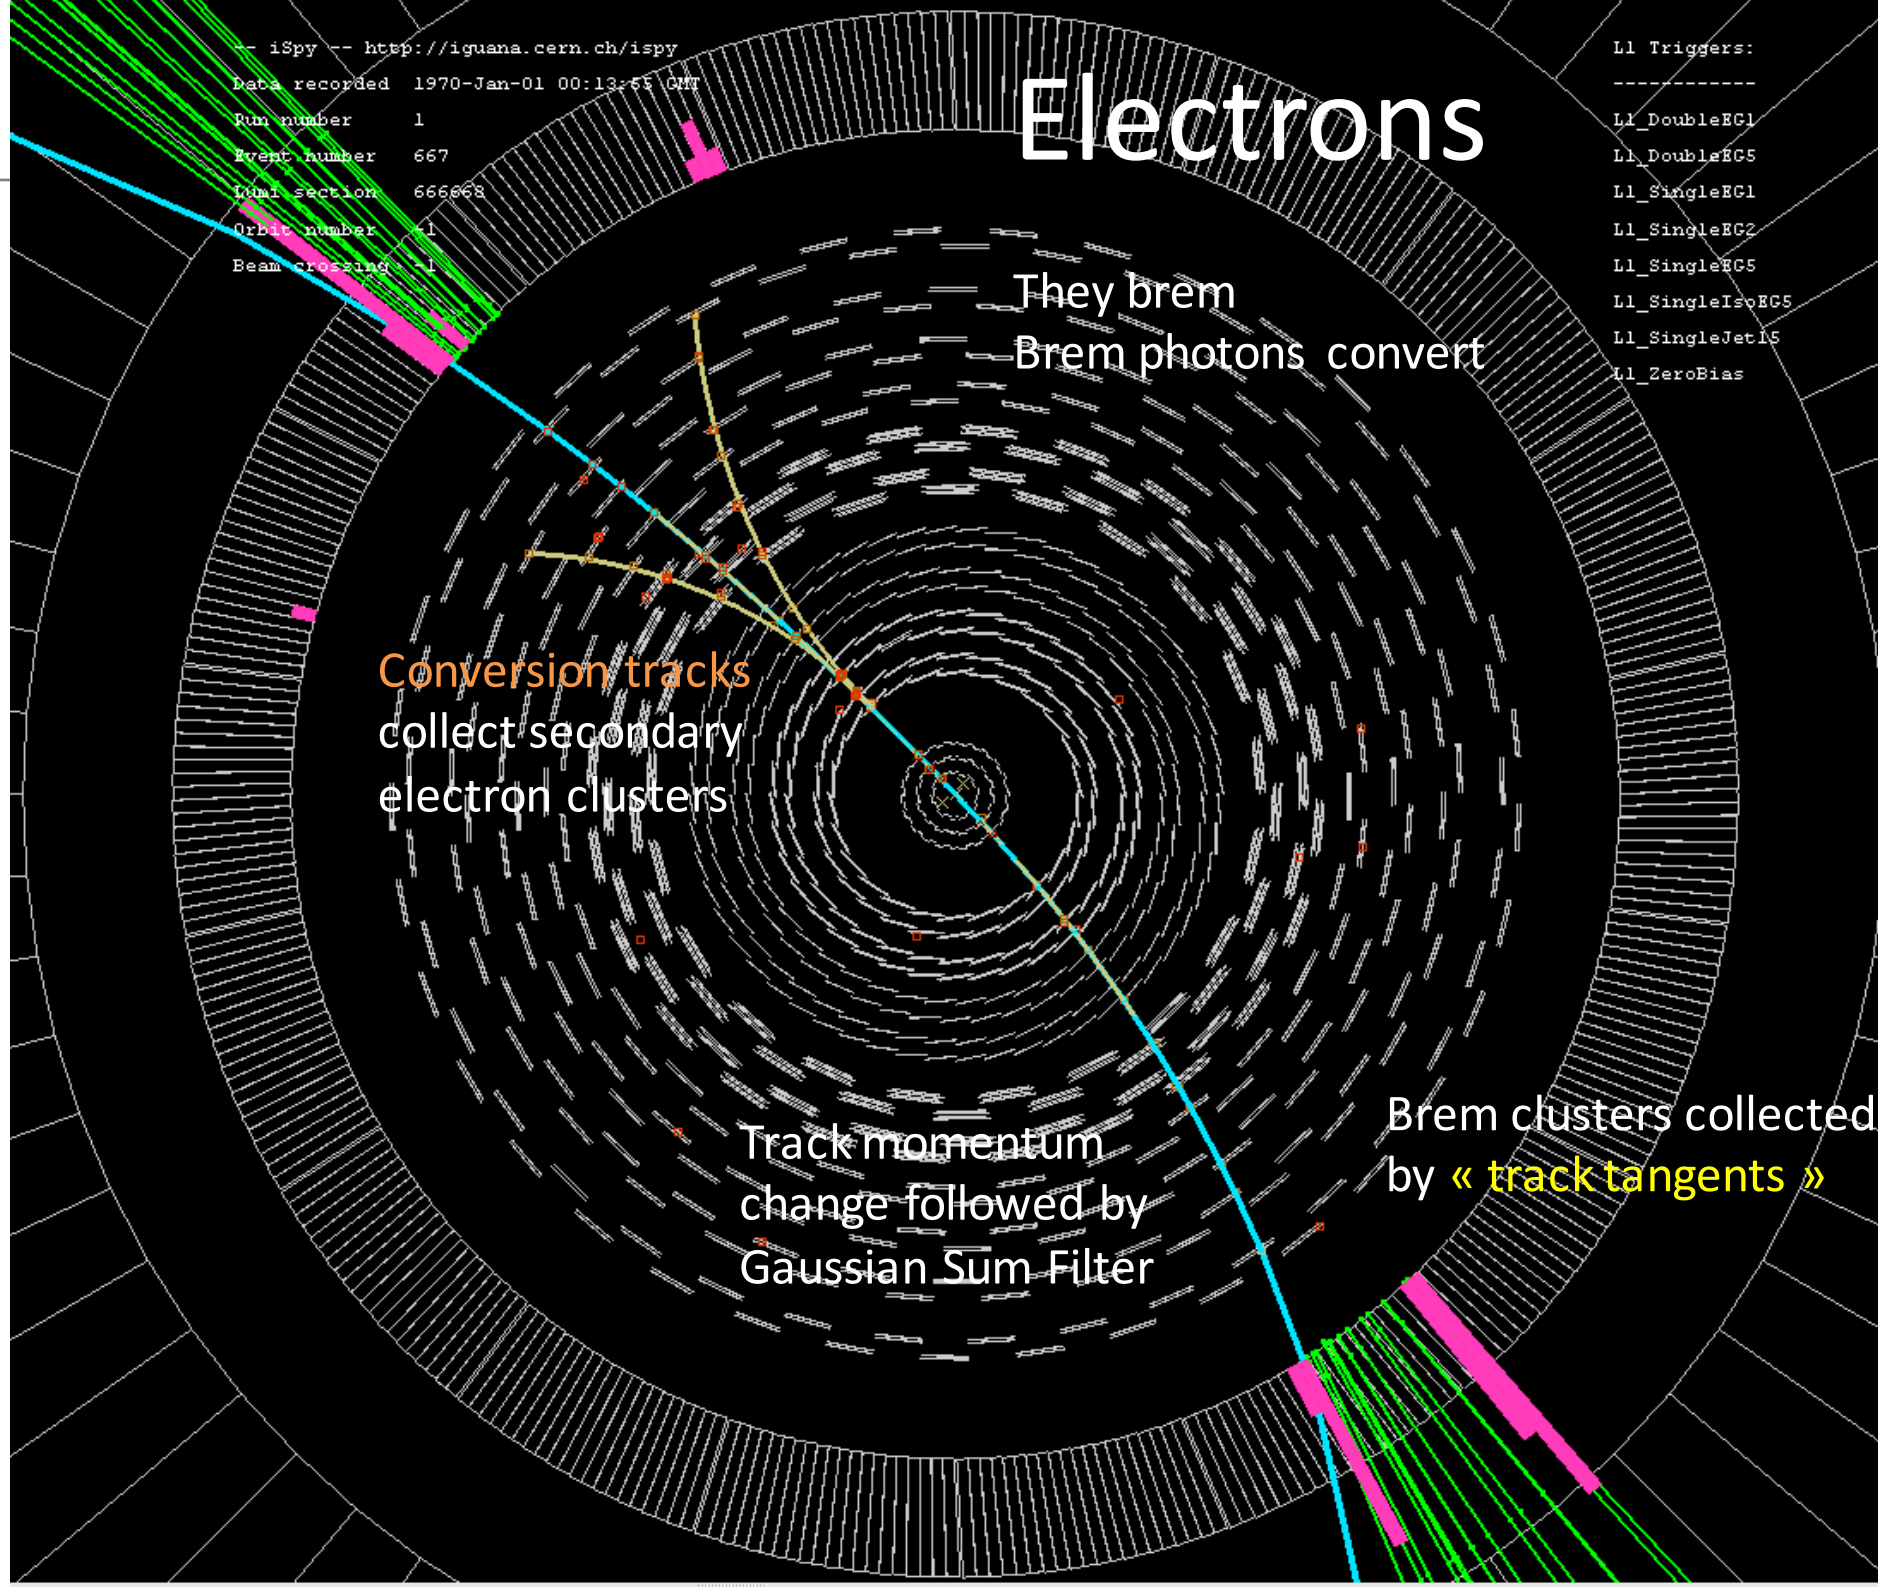 -- iSpy -- http://iguana.cern.ch/ispy
Data recorded 1970-Jan-01 00:13:55 GMT
Run number 1
Event number 667
Lumi section 666668
Orbit number -1
Beam crossing -1
Electrons
L1 Triggers:
------------
L1_DoubleEG1
L1_DoubleEG5
L1_SingleEG1
L1_SingleEG2
L1_SingleEG5
L1_SingleIsoEG5
L1_SingleJet15
L1_ZeroBias
They brem
Brem photons convert
Conversion tracks
collect secondary
electron clusters
Track momentum
change followed by
Gaussian Sum Filter
Brem clusters collected
by « track tangents »